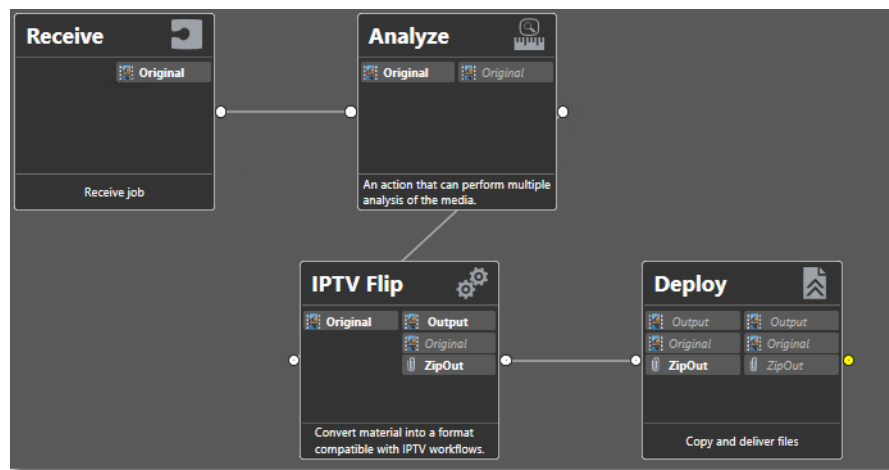 Receive
Original
Receive job
Analyze
Original Original
An action that can perform multiple
analysis of the media.
IPTV Flip
Original Output
Original
ZipOut
Convert material into a format
compatible with IPTV workflows.
Deploy
Output Output
Original Original
ZipOut ZipOut
Copy and deliver files